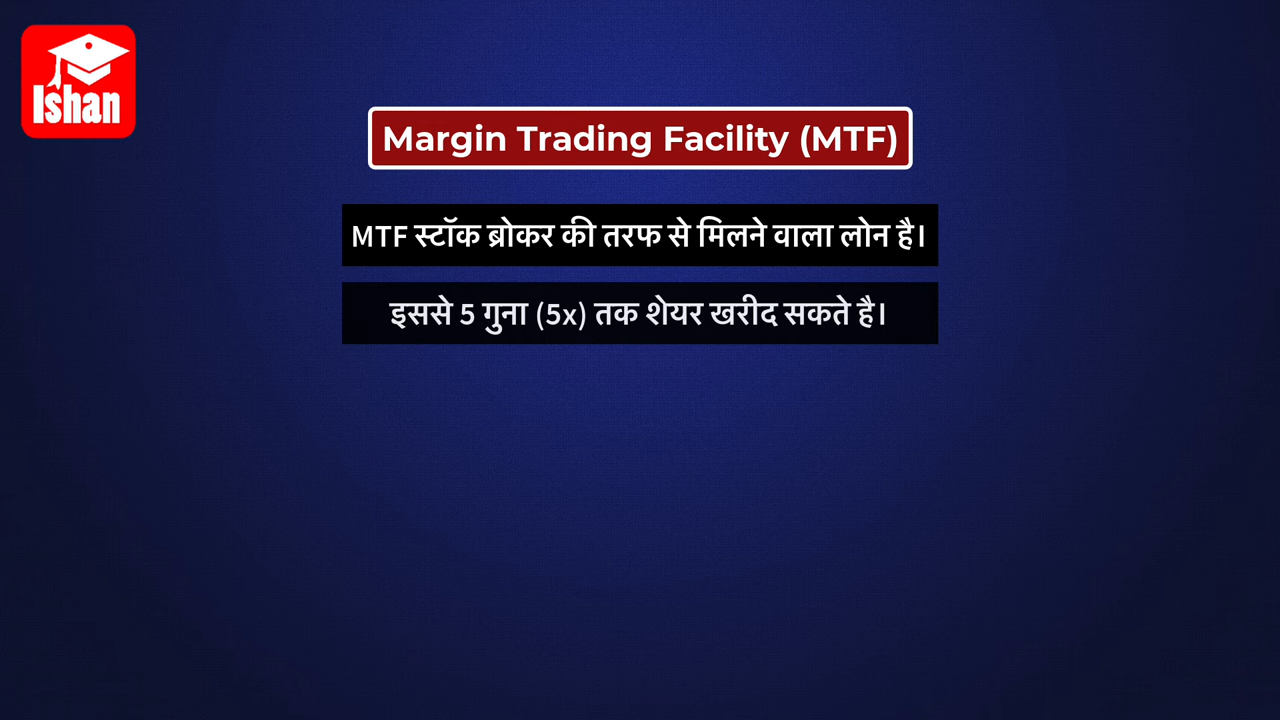 Ishan
Margin Trading Facility (MTF)
MTF स्टॉक ब्रोकर की तरफ से मिलने वाला लोन है।
इससे 5 गुना (5x) तक शेयर खरीद सकते है।